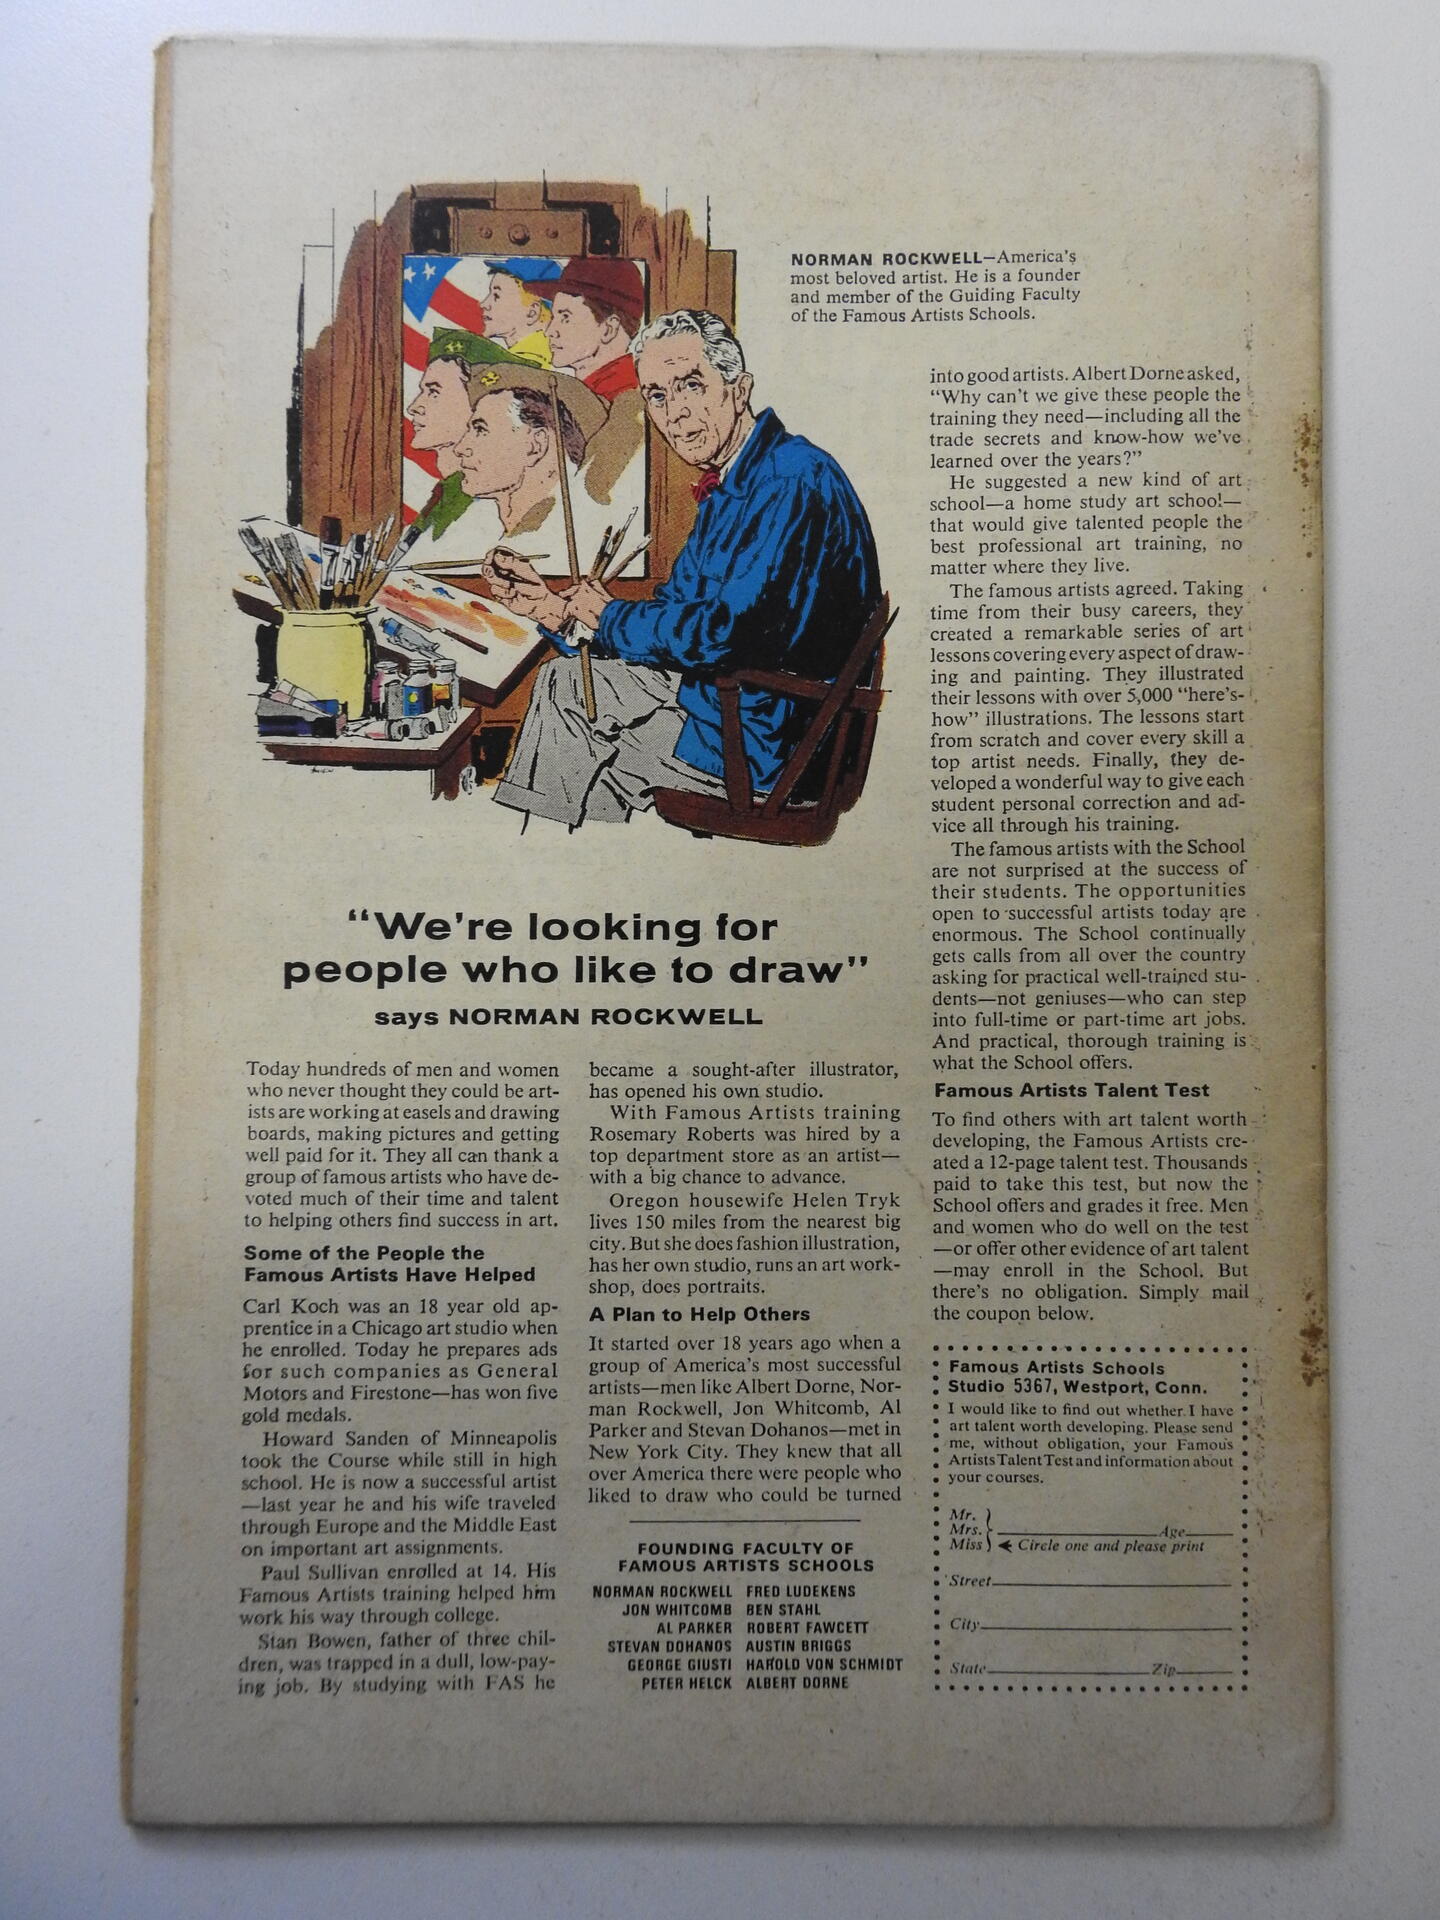 NORMAN ROCKWELL—America's
most beloved artist. He is a founder
and member of the Guiding Faculty
of the Famous Artists Schools.
“We're looking for
people who like to draw”
says NORMAN ROCKWELL
Today hundreds of men and women
who never thought they could be art-
ists are working at easels and drawing
boards, making pictures and getting
well paid for it. They all can thank a
group of famous artists who have de-
voted much of their time and talent
to helping others find success in art.
Some of the People the
Famous Artists Have Helped
Carl Koch was an 18 year old ap-
prentice in a Chicago art studio when
he enrolled. Today he prepares ads
for such companies as General
Motors and Firestone—has won five
gold medals.
Howard Sanden of Minneapolis
took the Course while still in high
school. He is now a successful artist
—last year he and his wife traveled
through Europe and the Middle East
on important art assignments.
Paul Sullivan enrolled at 14. His
Famous Artists training helped him
work his way through college.
Stan Bowen, father of three chil-
dren, was trapped in a dull, low-pay-
ing job. By studying with FAS he
became a sought-after illustrator,
has opened his own studio.
With Famous Artists training
Rosemary Roberts was hired by a
top department store as an artist—
with a big chance to advance.
Oregon housewife Helen Tryk
lives 150 miles from the nearest big
city. But she does fashion illustration,
has her own studio, runs an art work-
shop, does portraits.
A Plan to Help Others
It started over 18 years ago when a
group of America's most successful
artists—men like Albert Dorne, Nor-
man Rockwell, Jon Whitcomb, Al
Parker and Stevan Dohanos—met in
New York City. They knew that all
over America there were people who
liked to draw who could be turned
FOUNDING FACULTY OF
FAMOUS ARTISTS SCHOOLS
NORMAN ROCKWELL FRED LUDEKENS
JON WHITCOMB BEN STAHL
AL PARKER ROBERT FAWCETT
STEVAN DOHANOS AUSTIN BRIGGS
GEORGE GIUSTI HAROLD VON SCHMIDT
PETER HELCK ALBERT DORNE
into good artists. Albert Dorne asked,
“Why can't we give these people the
training they need—including all the
trade secrets and know-how we've
learned over the years?”
He suggested a new kind of art
school—a home study art school—
that would give talented people the
best professional art training, no
matter where they live.
The famous artists agreed. Taking
time from their busy careers, they
created a remarkable series of art
lessons covering every aspect of draw-
ing and painting. They illustrated
their lessons with over 5,000 “here's-
how” illustrations. The lessons start
from scratch and cover every skill a
top artist needs. Finally, they de-
veloped a wonderful way to give each
student personal correction and ad-
vice all through his training.
The famous artists with the School
are not surprised at the success of
their students. The opportunities
open to successful artists today are
enormous. The School continually
gets calls from all over the country
asking for practical well-trained stu-
dents—not geniuses—who can step
into full-time or part-time art jobs.
And practical, thorough training is
what the School offers.
Famous Artists Talent Test
To find others with art talent worth
developing, the Famous Artists cre-
ated a 12-page talent test. Thousands
paid to take this test, but now the
School offers and grades it free. Men
and women who do well on the test
—or offer other evidence of art talent
—may enroll in the School. But
there's no obligation. Simply mail
the coupon below.
Famous Artists Schools
Studio 5367, Westport, Conn.
I would like to find out whether I have
art talent worth developing. Please send
me, without obligation, your Famous
Artists Talent Test and information about
your courses.
Mr.
Mrs. Age
Miss Circle one and please print
Street
City
State Zip